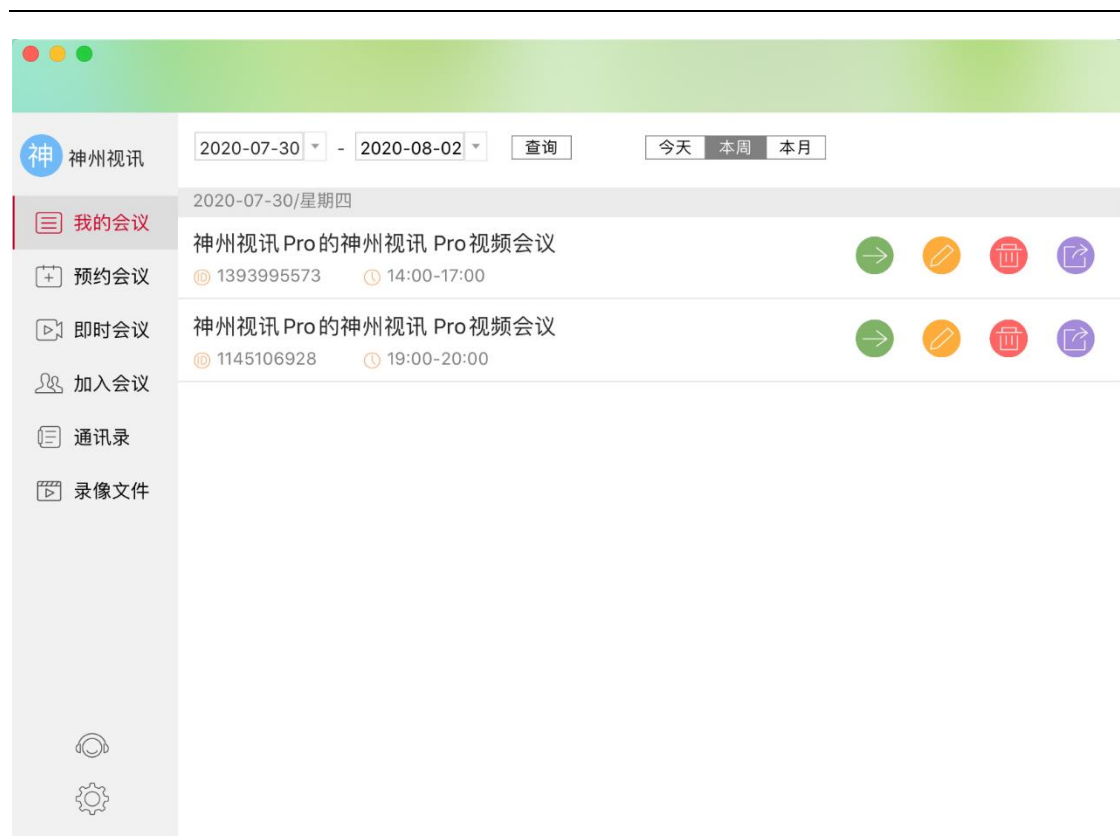 神 神州视讯
2020-07-30 - 2020-08-02 查询 今天 本周 本月
我的会议
预约会议
即时会议
加入会议
通讯录
录像文件
2020-07-30/星期四
神州视讯 Pro的神州视讯 Pro视频会议
ID 1393995573 14:00-17:00
神州视讯 Pro的神州视讯 Pro视频会议
ID 1145106928 19:00-20:00